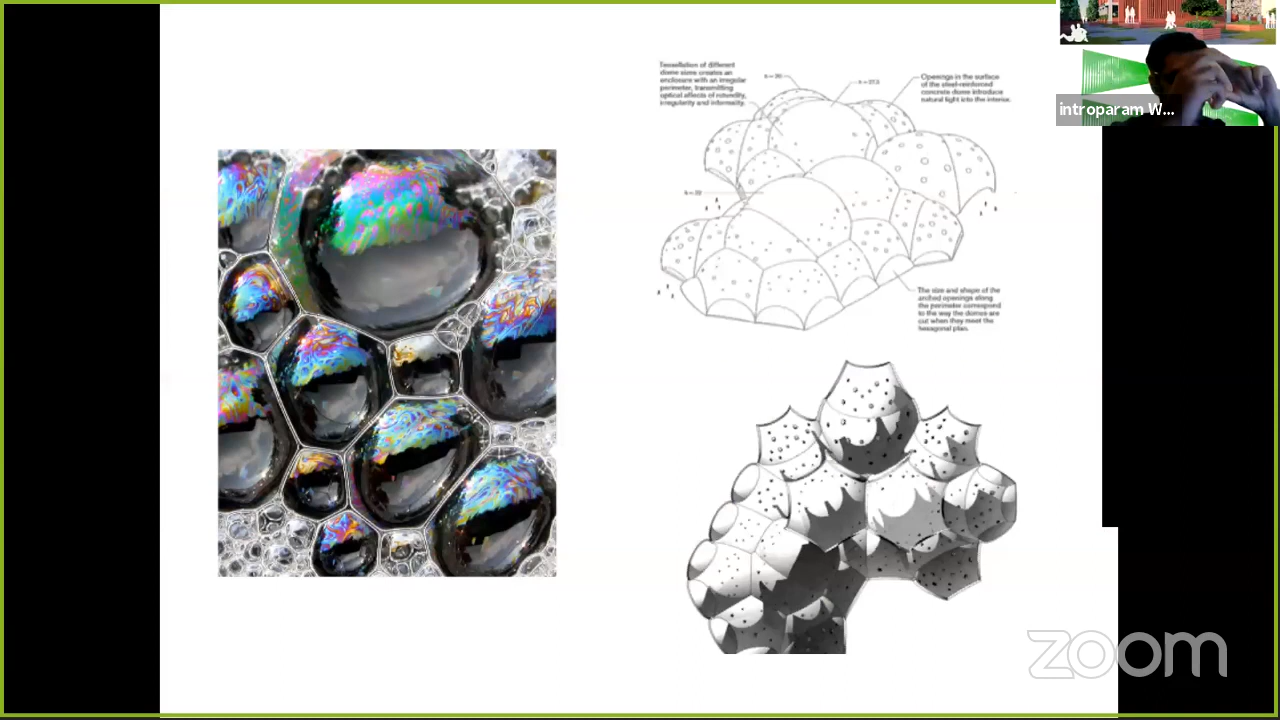 Tessellation of different
dome sizes creates an
enclosure with an irregular
perimeter, transmitting
optical effects of rotundity,
irregularity and informality.
Openings in the surface
of the steel-reinforced
concrete dome introduce
natural light into the interior.
The size and shape of the
arched openings along
the perimeter correspond
to the way the domes are
cut when they meet the
hexagonal plan.
introparam W...
zoom